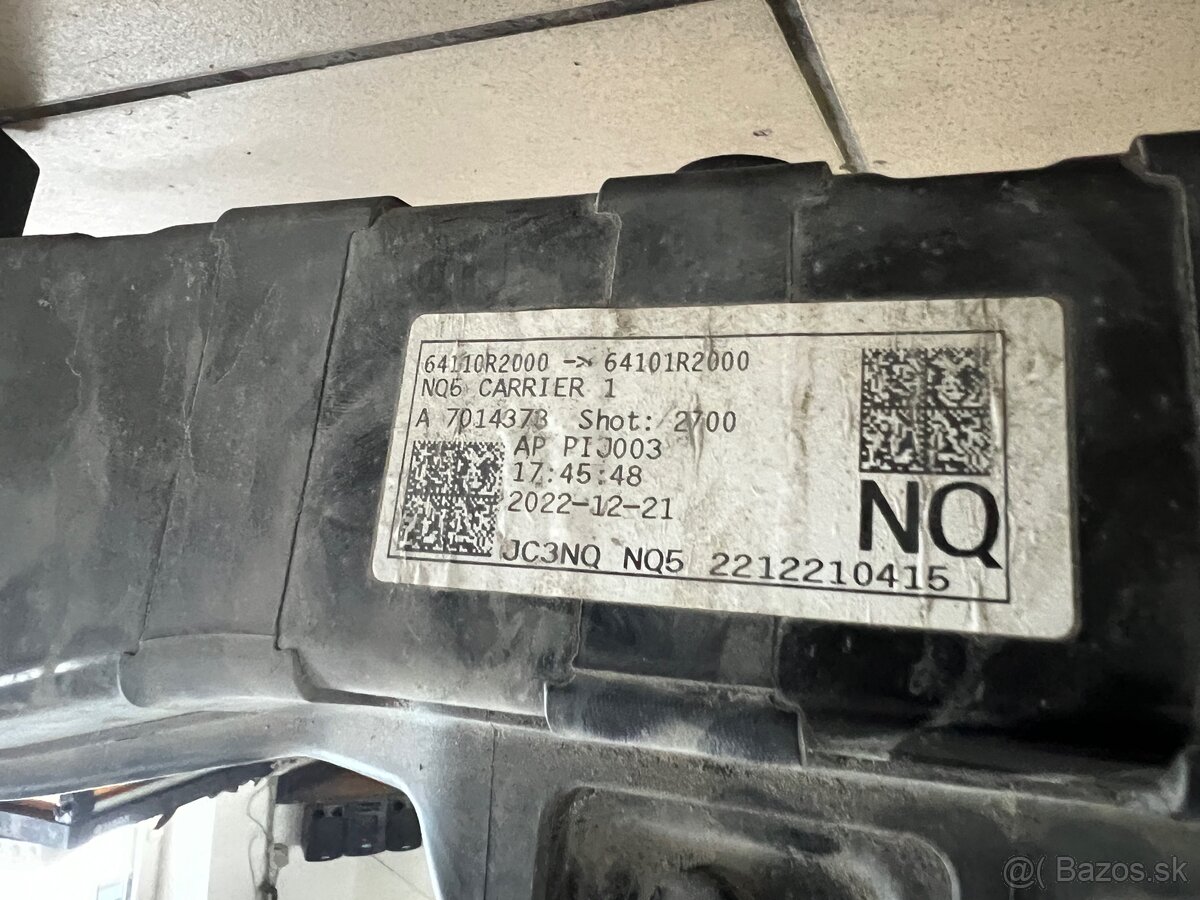 64110R2000 -> 64101R2000
NQ5 CARRIER 1
A 7014373 Shot: 2700
AP PIJ003
17:45:48
2022-12-21
NQ
JC3NQ NQ5 2212210415
@( Bazos.sk